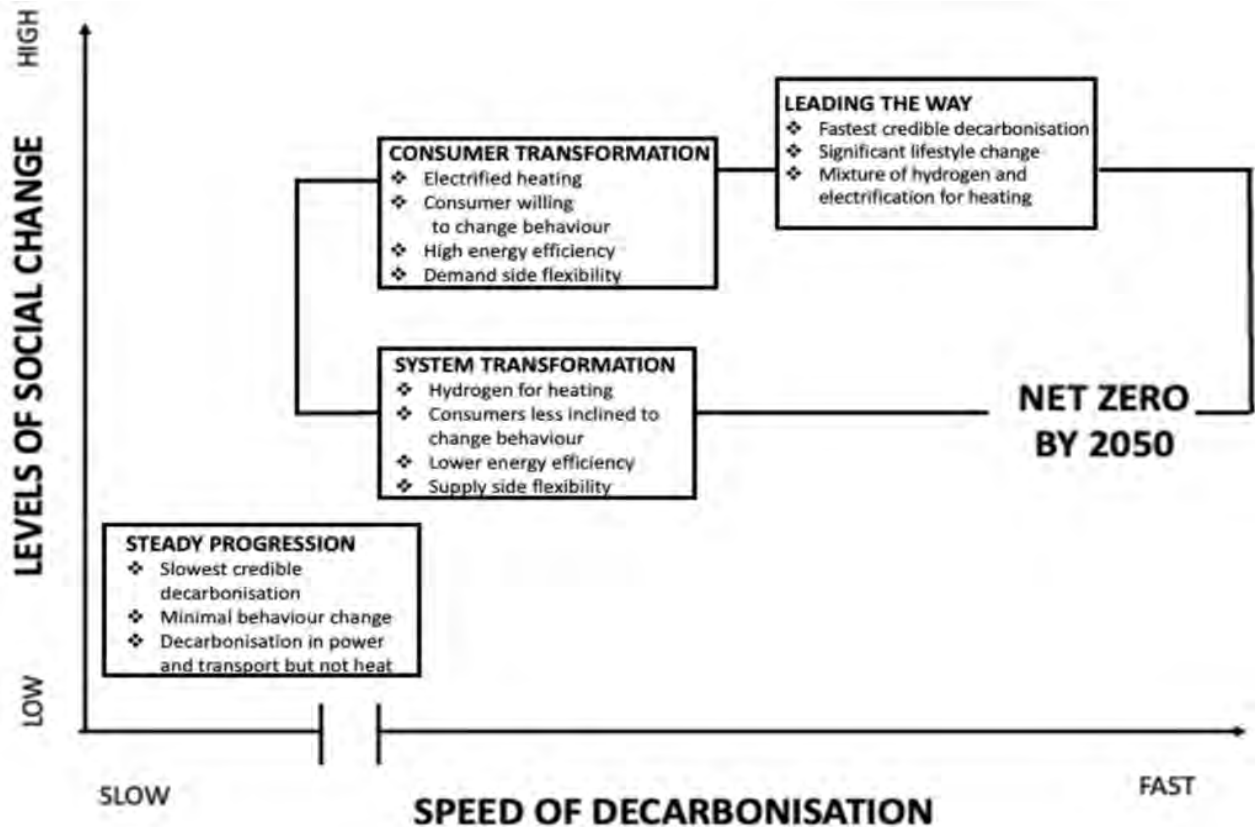 HIGH
LEVELS OF SOCIAL CHANGE
LOW
LEADING THE WAY
❖ Fastest credible decarbonisation
❖ Significant lifestyle change
❖ Mixture of hydrogen and
electrification for heating
CONSUMER TRANSFORMATION
❖ Electrified heating
❖ Consumer willing
to change behaviour
❖ High energy efficiency
❖ Demand side flexibility
SYSTEM TRANSFORMATION
❖ Hydrogen for heating
❖ Consumers less inclined to
change behaviour
❖ Lower energy efficiency
❖ Supply side flexibility
NET ZERO
BY 2050
STEADY PROGRESSION
❖ Slowest credible
decarbonisation
❖ Minimal behaviour change
❖ Decarbonisation in power
and transport but not heat
SLOW
SPEED OF DECARBONISATION
FAST